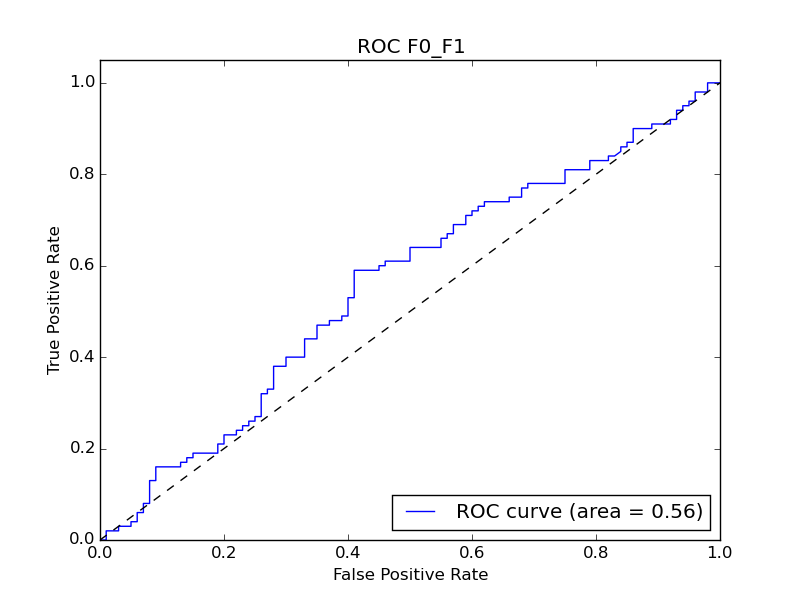 ROC F0_F1
True Positive Rate
1.0
0.8
0.6
0.4
0.2
0.0
ROC curve (area = 0.56)
0.0 0.2 0.4 0.6 0.8 1.0
False Positive Rate